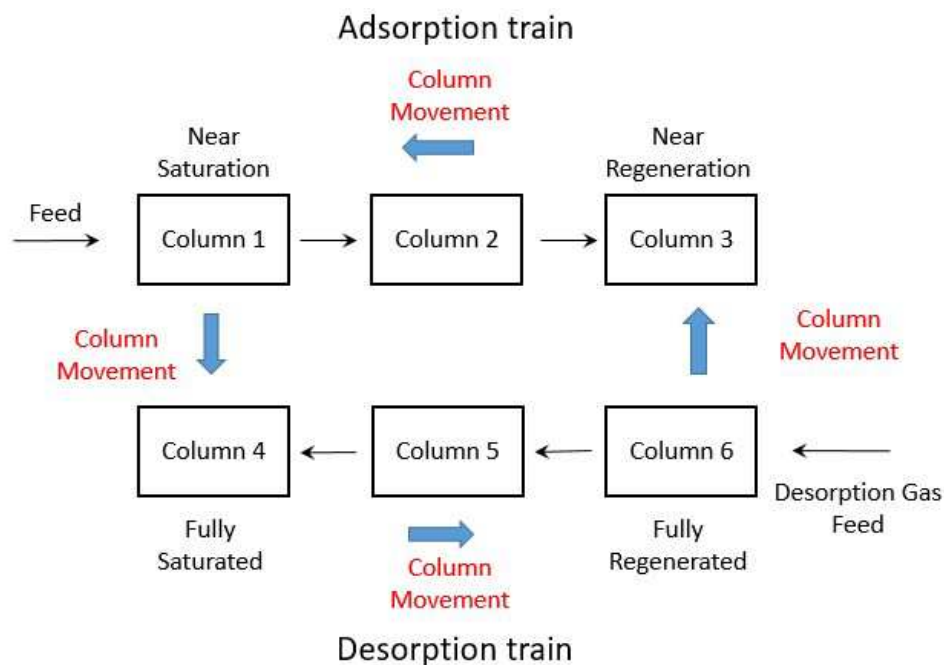 Adsorption train
Column
Movement
Near
Saturation
Near
Regeneration
Feed
Column 1
Column 2
Column 3
Column
Movement
Column
Movement
Column 4
Column 5
Column 6
Desorption Gas
Feed
Fully
Saturated
Fully
Regenerated
Column
Movement
Desorption train